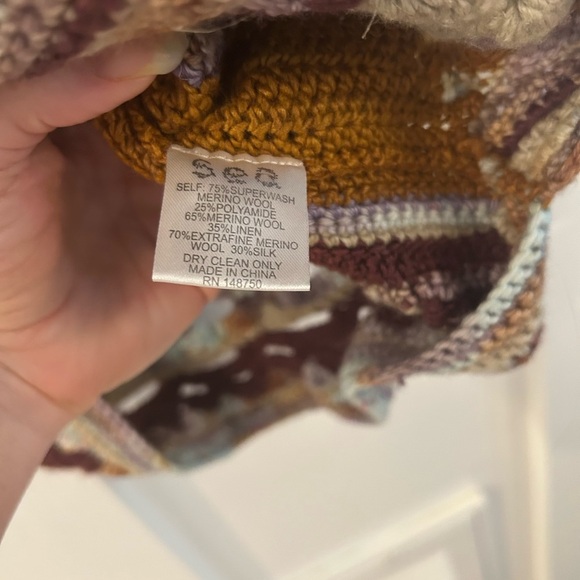 Sea
SELF: 75%SUPERWASH
MERINO WOOL
25%POLYAMIDE
65%MERINO WOOL
35%LINEN
70%EXTRAFINE MERINO
WOOL 30%SILK
DRY CLEAN ONLY
MADE IN CHINA
RN 148750